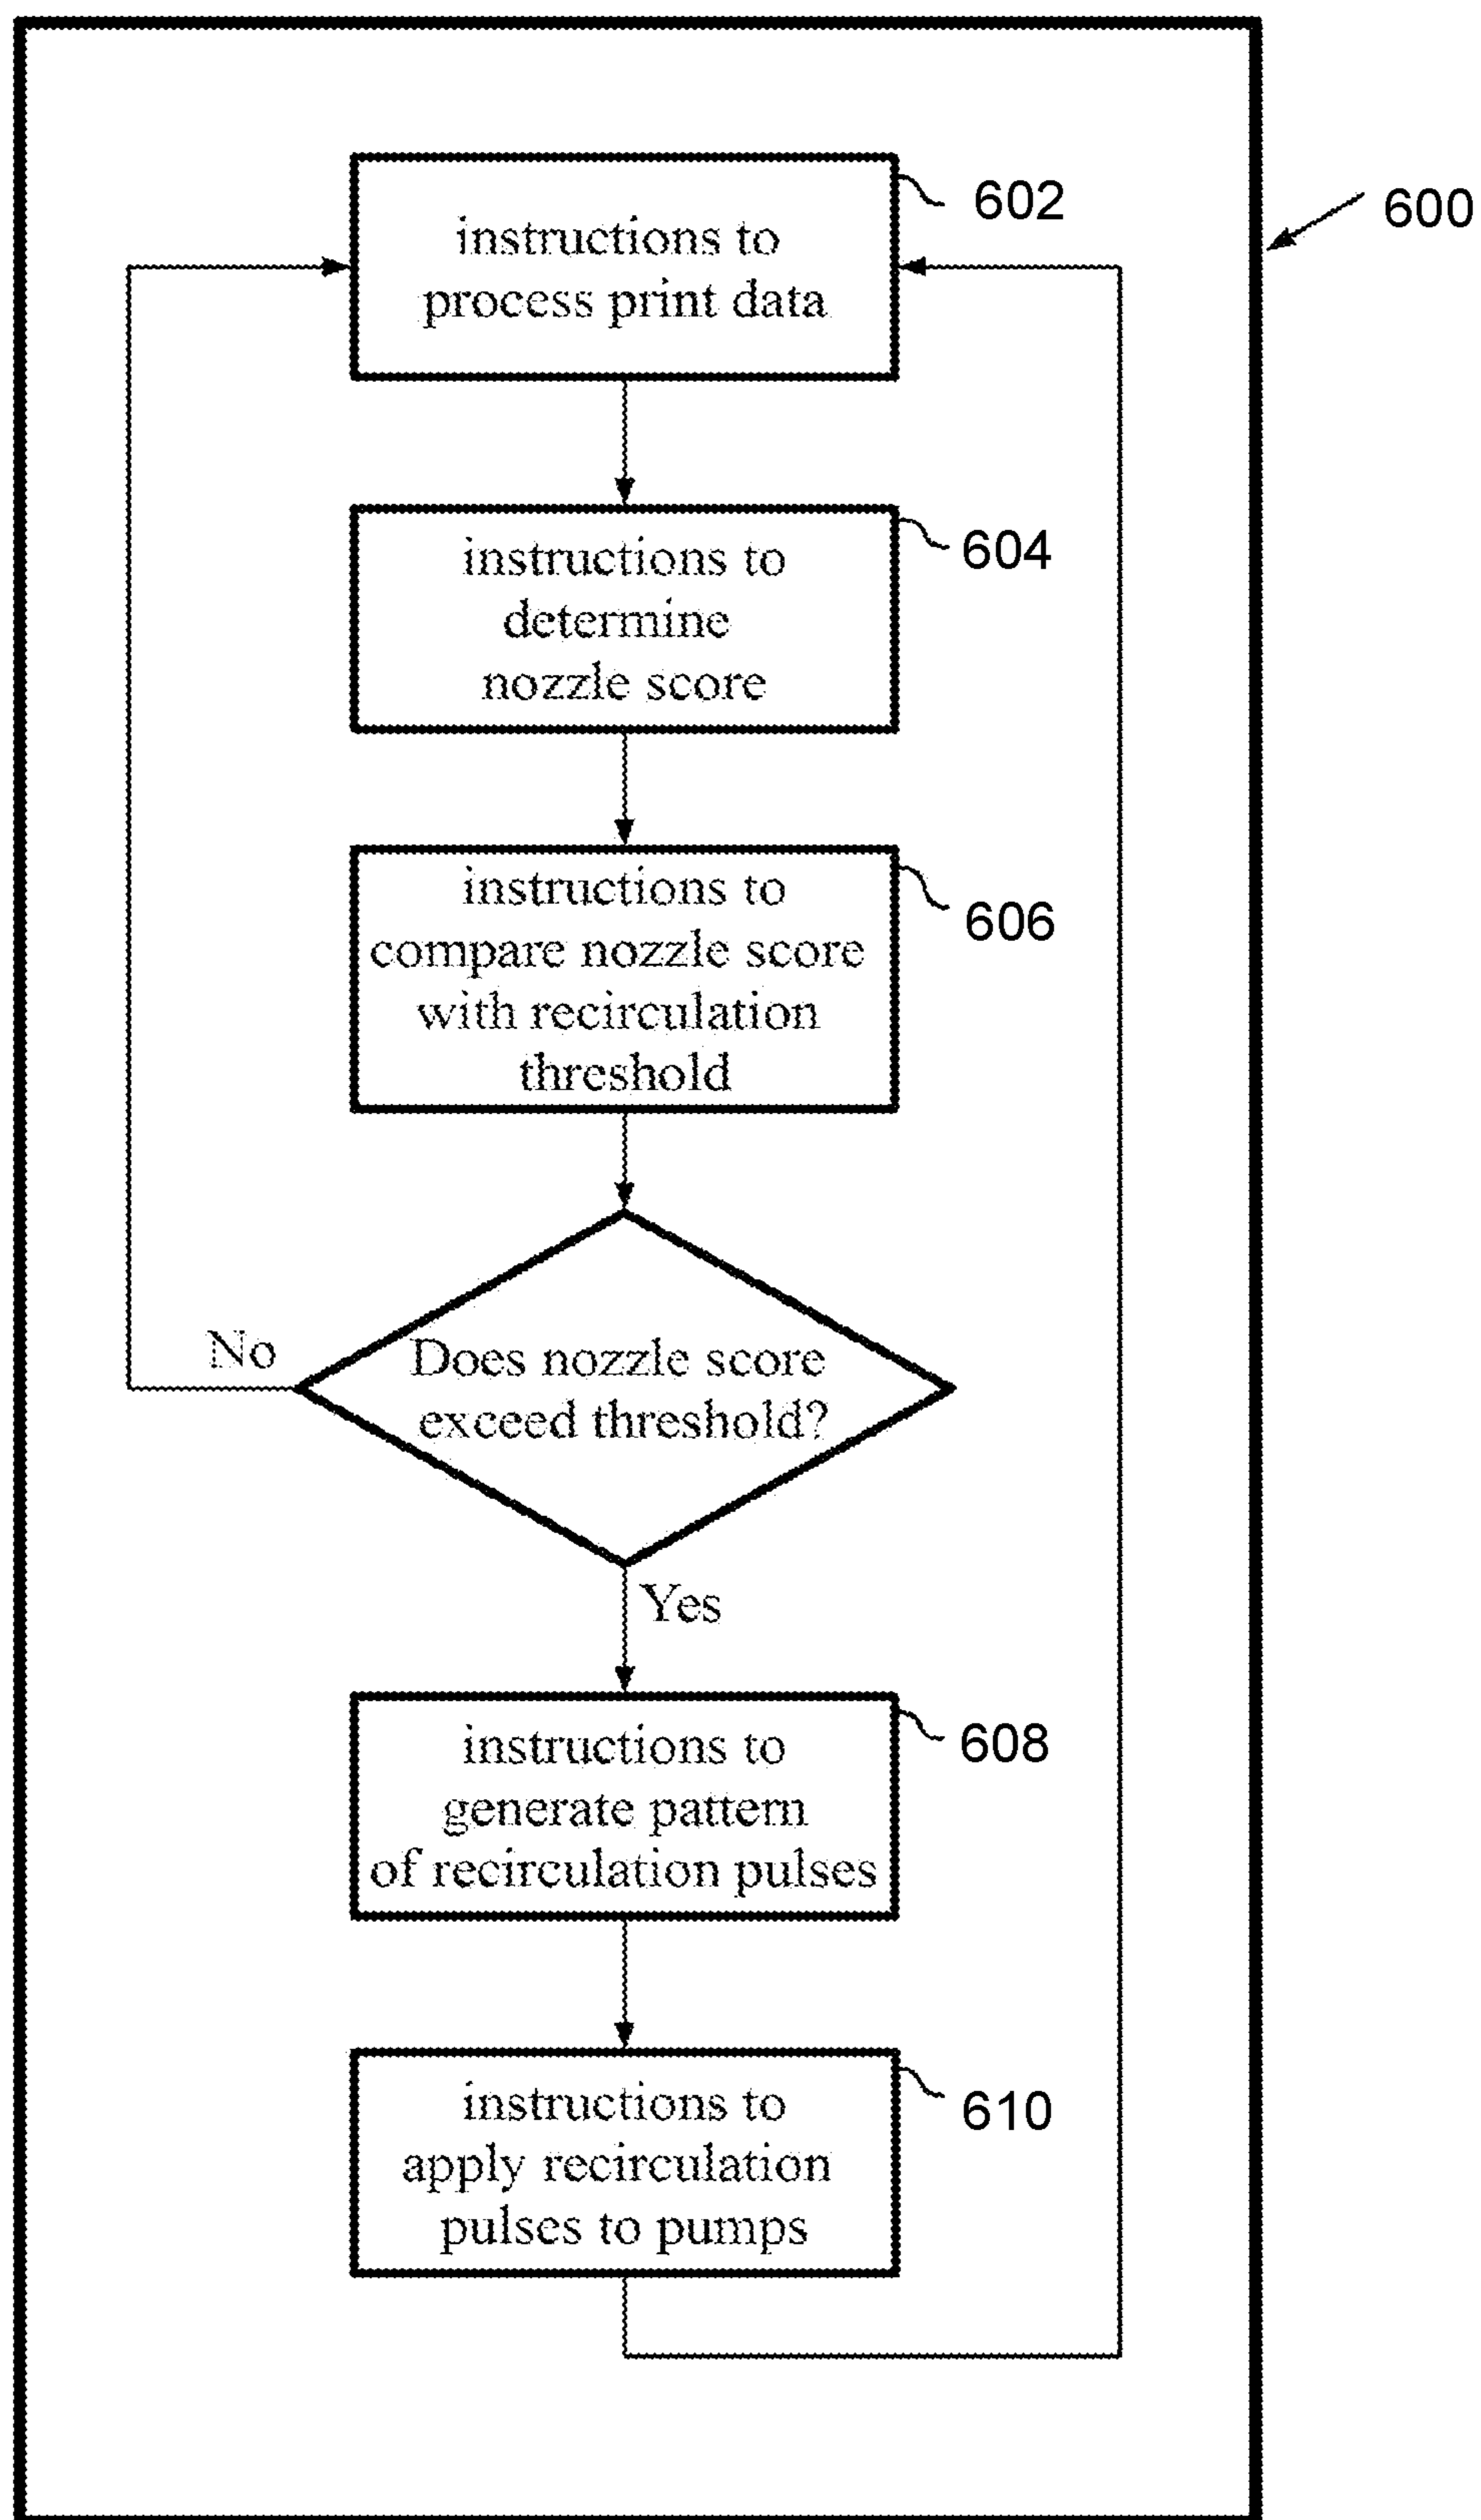 600
602
instructions to
process print data
604
instructions to
determine
nozzle score
606
instructions to
compare nozzle score
with recirculation
threshold
Does nozzle score
exceed threshold?
No
Yes
608
instructions to
generate pattern
of recirculation pulses
610
instructions to
apply recirculation
pulses to pumps